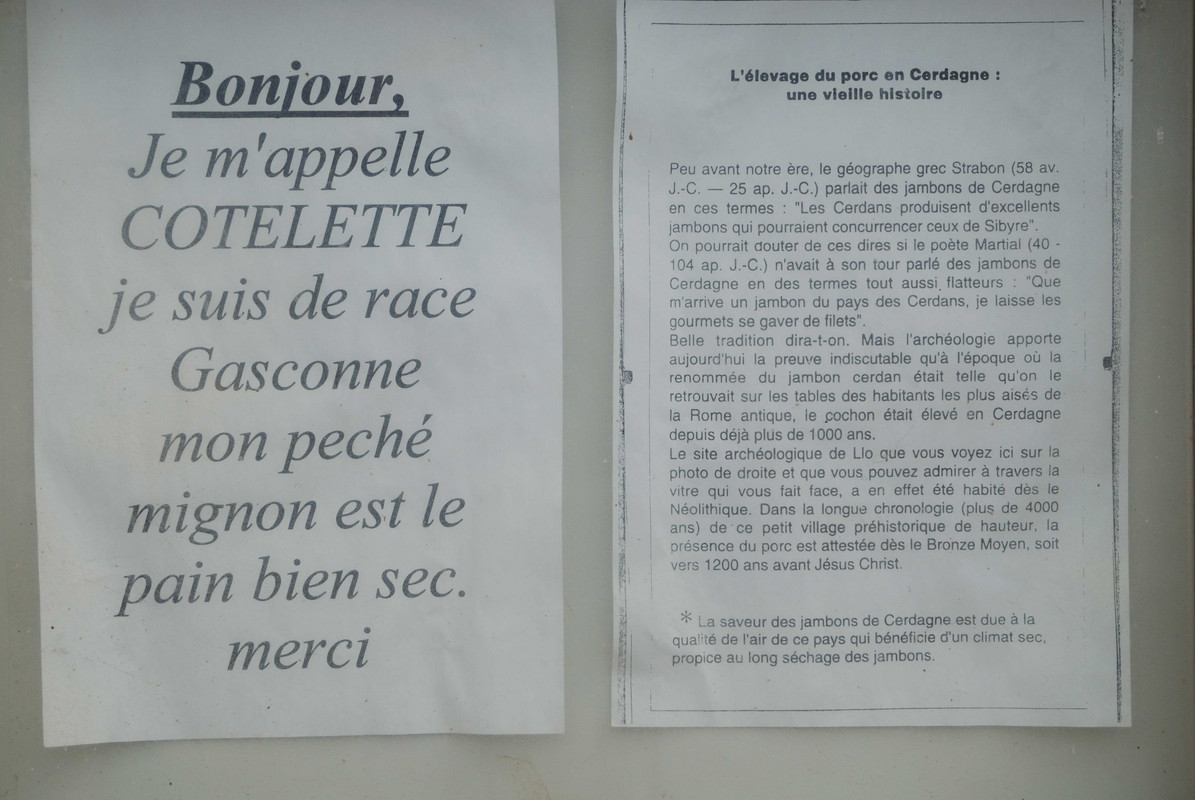 Bonjour,
Je m'appelle
COTELETTE
je suis de race
Gasconne
mon peché
mignon est le
pain bien sec.
merci
L'élevage du porc en Cerdagne :
une vieille histoire
Peu avant notre ère, le géographe grec Strabon (58 av.
J.-C. — 25 ap. J.-C.) parlait des jambons de Cerdagne
en ces termes : "Les Cerdans produisent d'excellents
jambons qui pourraient concurrencer ceux de Sibyre".
On pourrait douter de ces dires si le poète Martial (40 -
104 ap. J.-C.) n'avait à son tour parlé des jambons de
Cerdagne en des termes tout aussi flatteurs : "Que
m'arrive un jambon du pays des Cerdans, je laisse les
gourmets se gaver de filets".
Belle tradition dira-t-on. Mais l'archéologie apporte
aujourd'hui la preuve indiscutable qu'à l'époque où la
renommée du jambon cerdan était telle qu'on le
retrouvait sur les tables des habitants les plus aisés de
la Rome antique, le cochon était élevé en Cerdagne
depuis déjà plus de 1000 ans.
Le site archéologique de Llo que vous voyez ici sur la
photo de droite et que vous pouvez admirer à travers la
vitre qui vous fait face, a en effet été habité dès le
Néolithique. Dans la longue chronologie (plus de 4000
ans) de ce petit village préhistorique de hauteur, la
présence du porc est attestée dès le Bronze Moyen, soit
vers 1200 ans avant Jésus Christ.
* La saveur des jambons de Cerdagne est due à la
qualité de l'air de ce pays qui bénéficie d'un climat sec,
propice au long séchage des jambons.